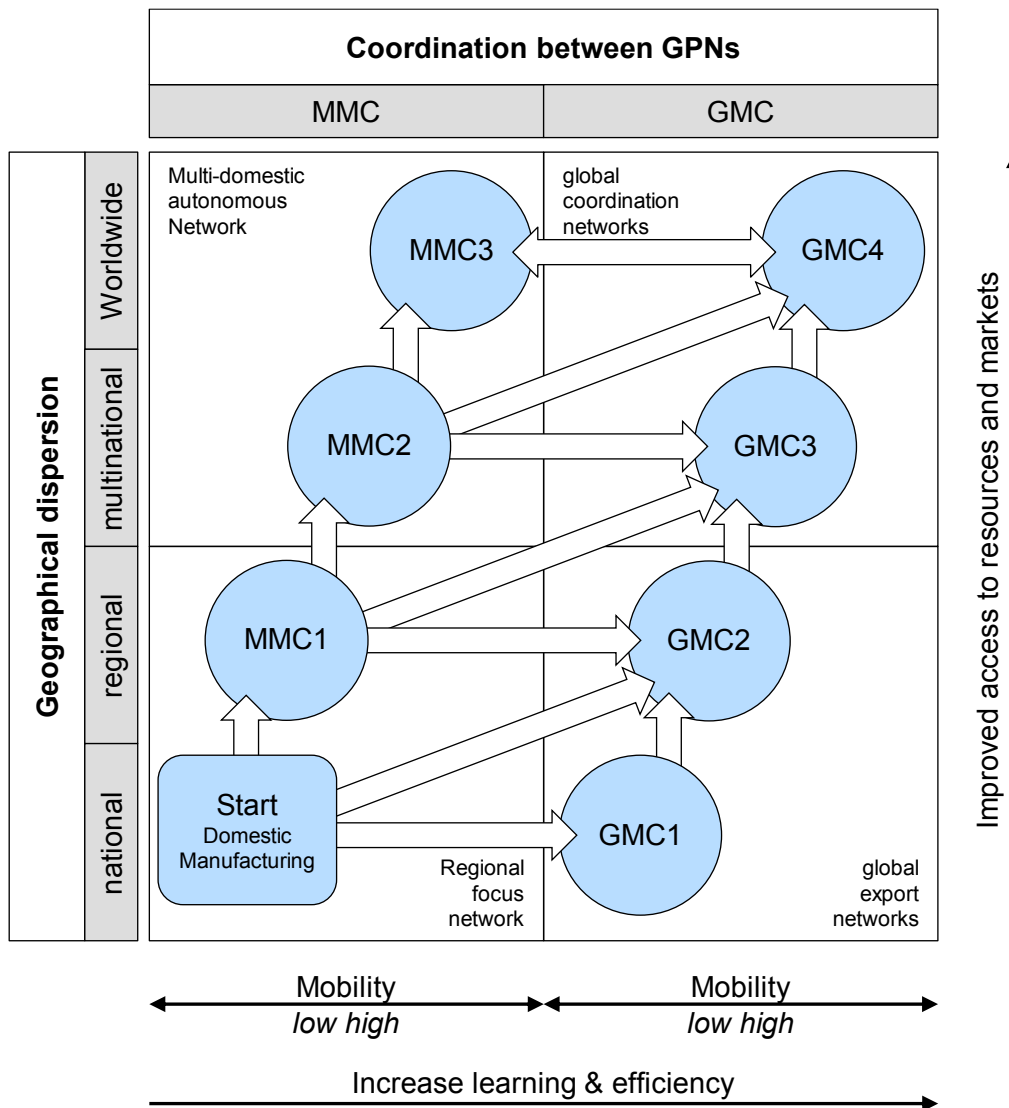 Coordination between GPNs
MMC
GMC
Geographical dispersion
Worldwide
multinational
regional
national
Multi-domestic
autonomous
Network
global
coordination
networks
MMC3
GMC4
MMC2
GMC3
MMC1
GMC2
Start
Domestic
Manufacturing
GMC1
Regional
focus
network
global
export
networks
Improved access to resources and markets
Mobility
low high
Mobility
low high
Increase learning & efficiency